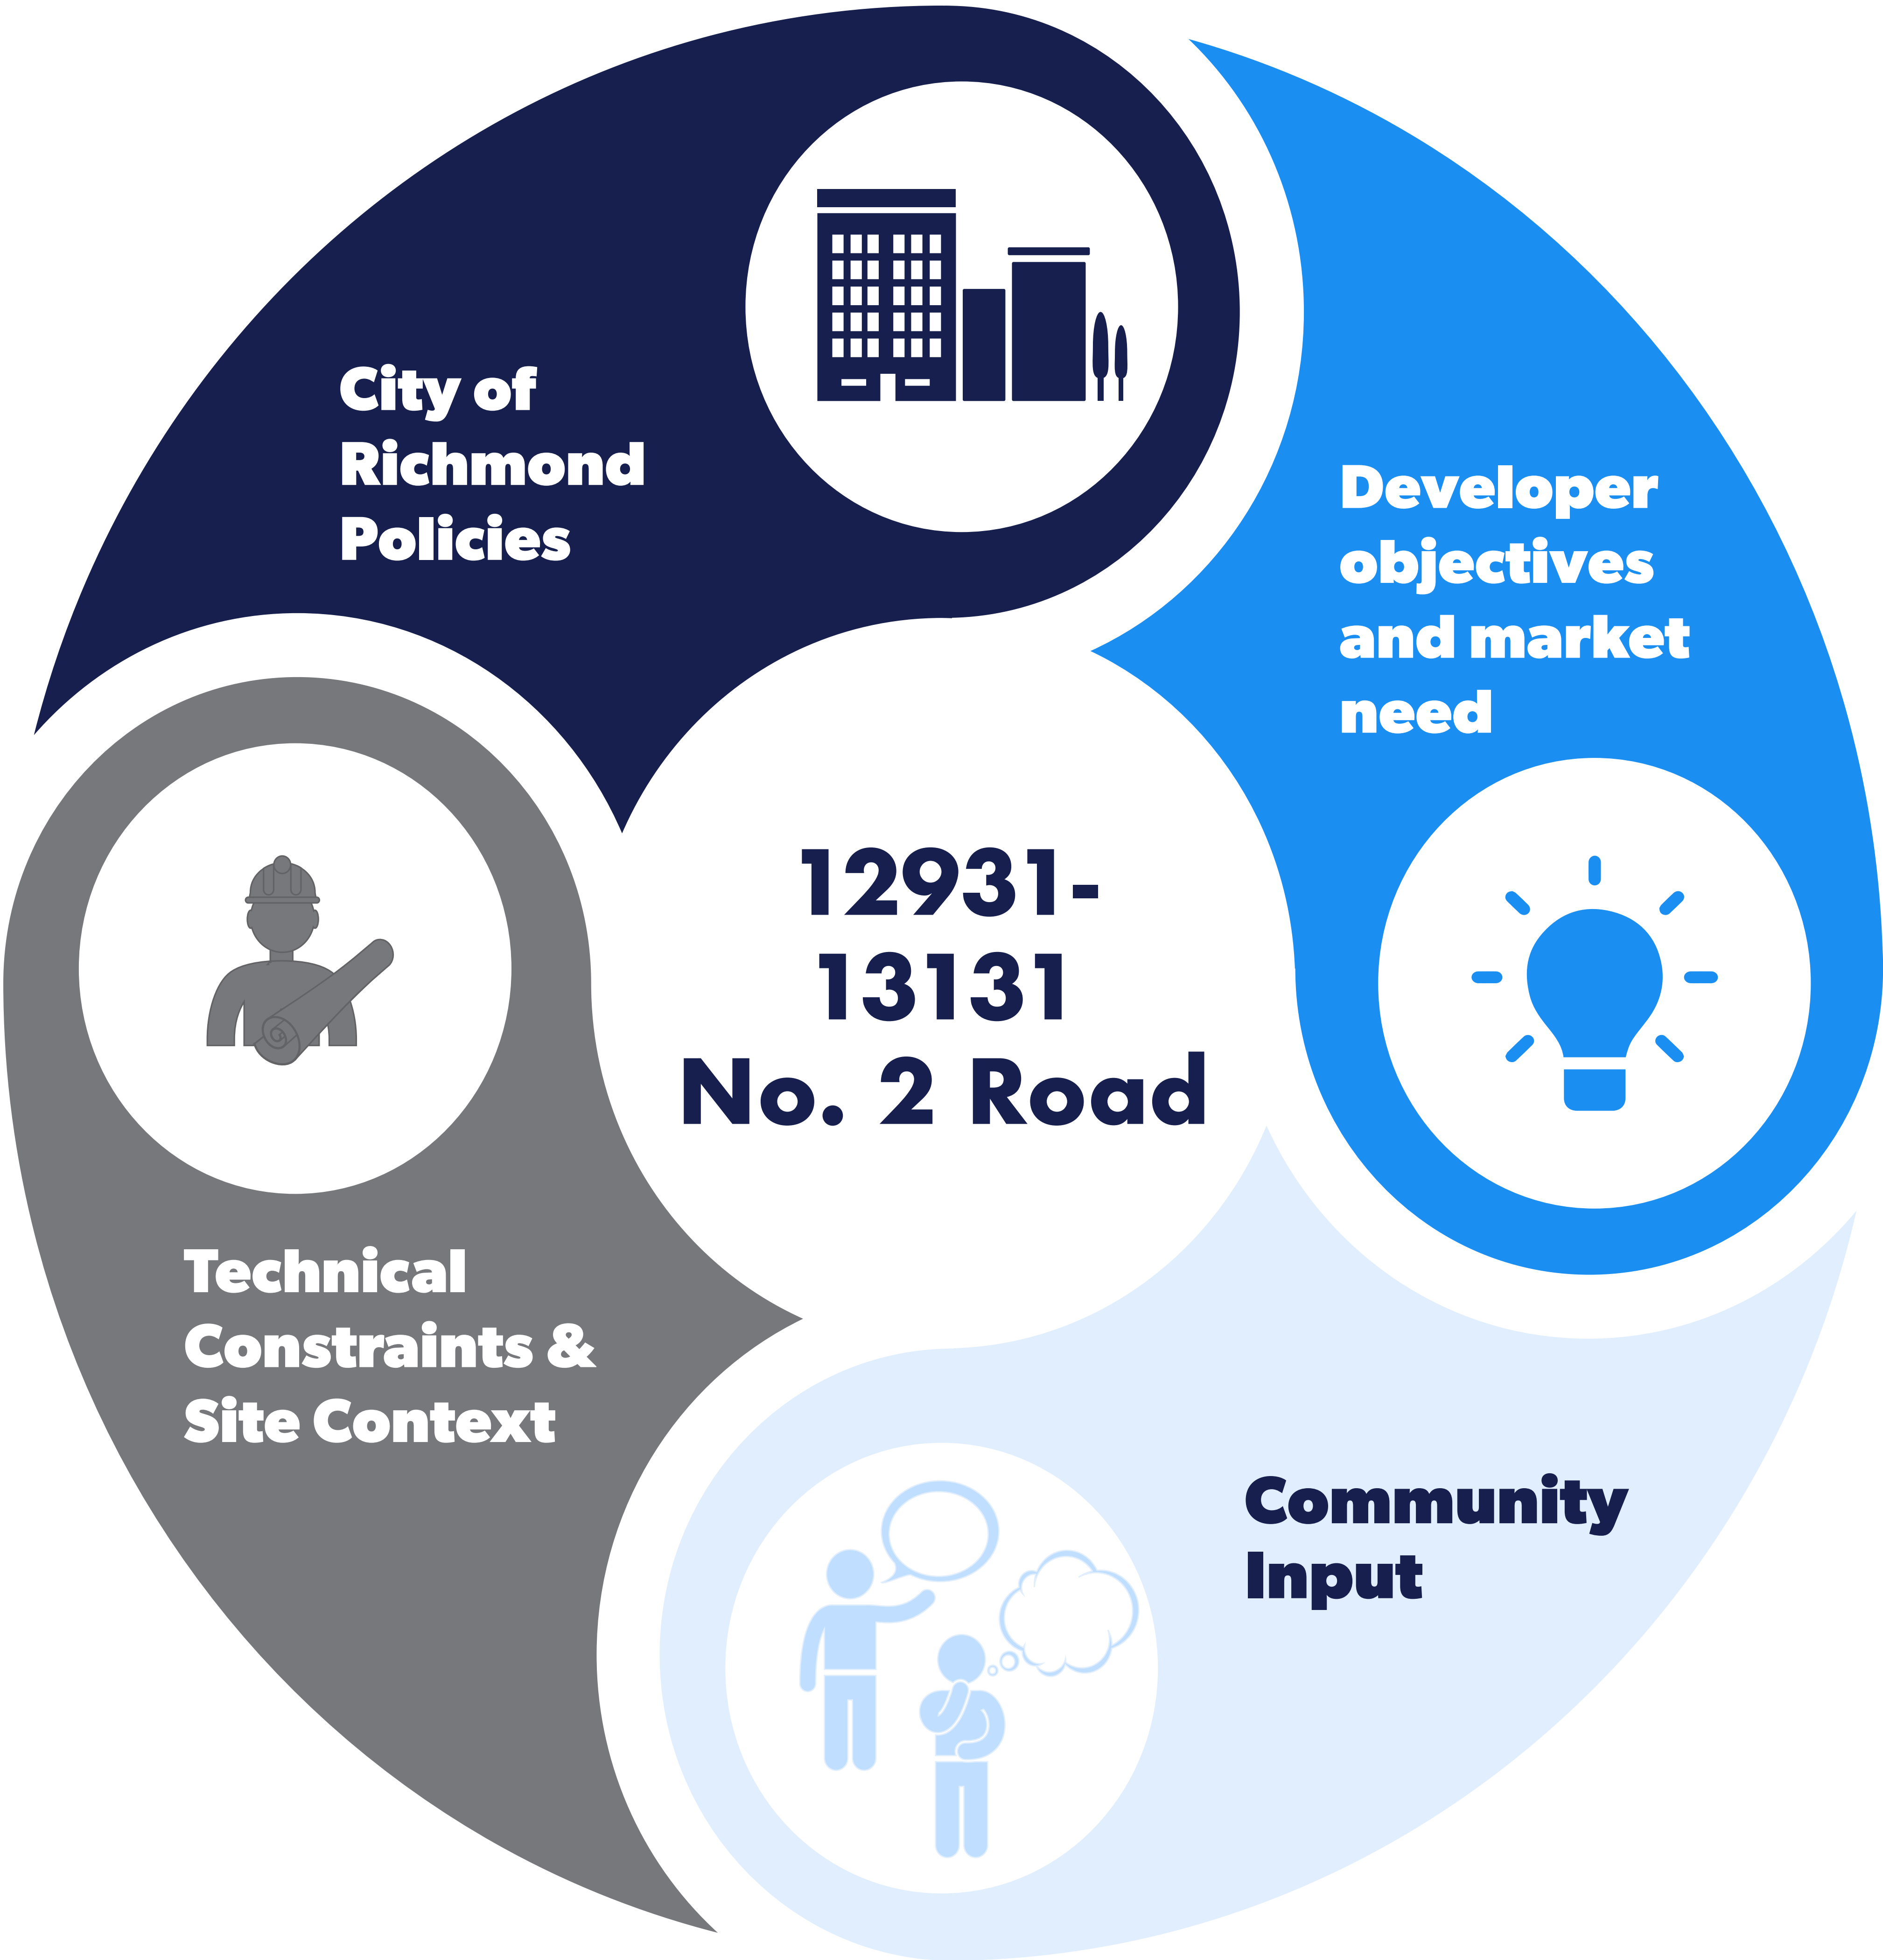 City of
Richmond
Policies
Developer
objectives
and market
need
12931-
13131
No. 2 Road
Technical
Constraints &
Site Context
Community
Input